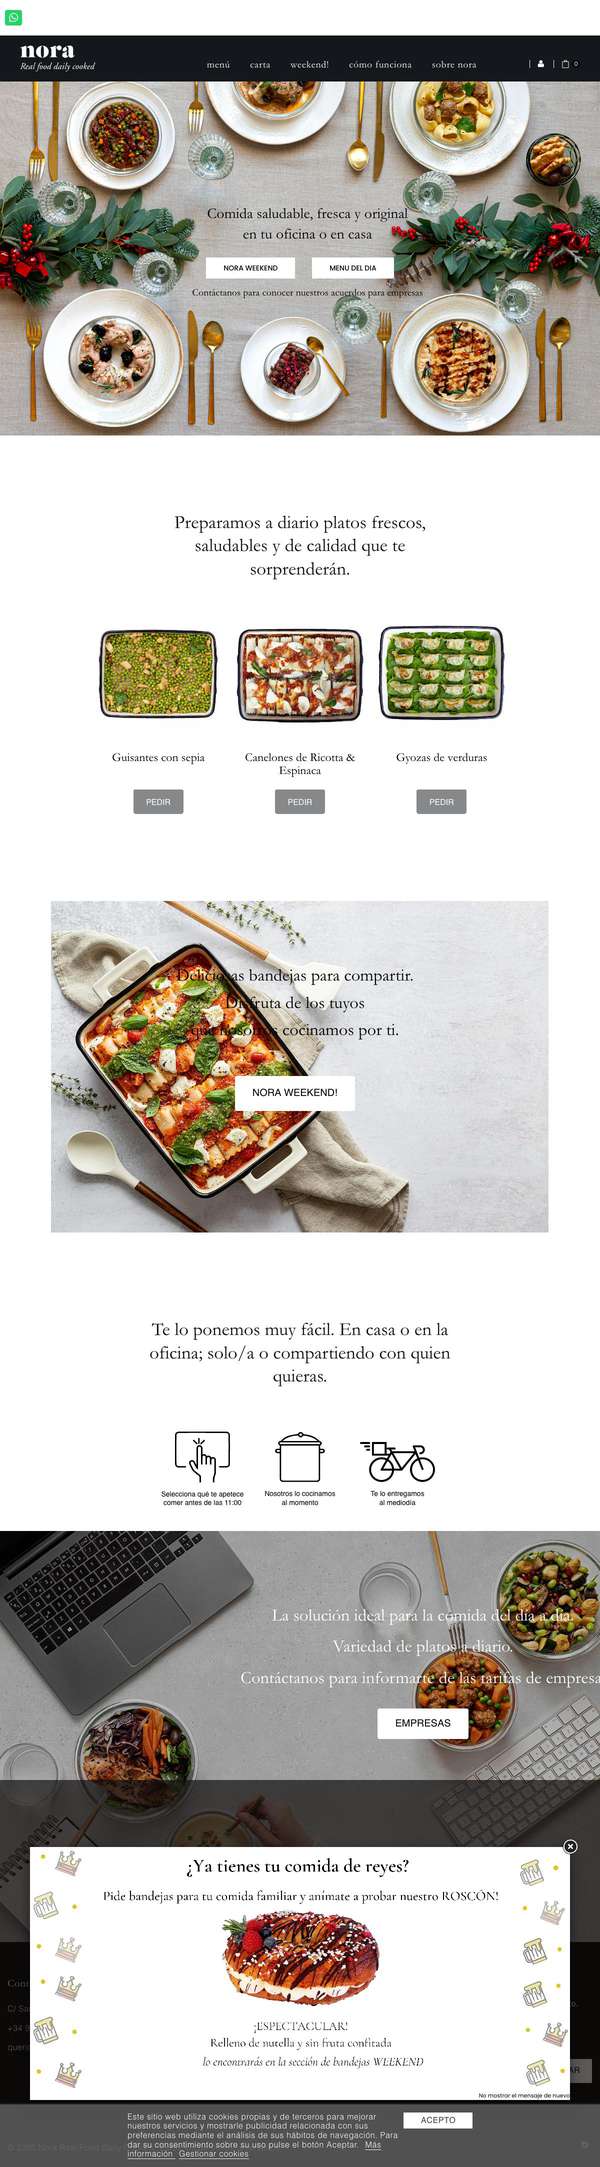 nora
Real food daily cooked
menú carta weekend! cómo funciona sobre nora
0
Comida saludable, fresca y original
en tu oficina o en casa
NORA WEEKEND MENU DEL DIA
Contáctanos para conocer nuestros acuerdos para empresas
Preparamos a diario platos frescos,
saludables y de calidad que te
sorprenderán.
Guisantes con sepia
Canelones de Ricotta &
Espinaca
Gyozas de verduras
PEDIR PEDIR PEDIR
Deliciosas bandejas para compartir.
Disfruta de los tuyos
que nosotros cocinamos por ti.
NORA WEEKEND!
Te lo ponemos muy fácil. En casa o en la
oficina; solo/a o compartiendo con quien
quieras.
Selecciona qué te apetece
comer antes de las 11:00
Nosotros lo cocinamos
al momento
Te lo entregamos
al mediodía
La solución ideal para la comida del día a día.
Variedad de platos a diario.
Contáctanos para informarte de las tarifas de empresa
EMPRESAS
¿Ya tienes tu comida de reyes?
Pide bandejas para tu comida familiar y anímate a probar nuestro ROSCÓN!
¡ESPECTACULAR!
Relleno de nutella y sin fruta confitada
lo encontrarás en la sección de bandejas WEEKEND
No mostrar el mensaje de nuevo
Este sitio web utiliza cookies propias y de terceros para mejorar
nuestros servicios y mostrarle publicidad relacionada con sus
preferencias mediante el análisis de sus hábitos de navegación. Para
dar su consentimiento sobre su uso pulse el botón Aceptar. Más
información Gestionar cookies
ACEPTO